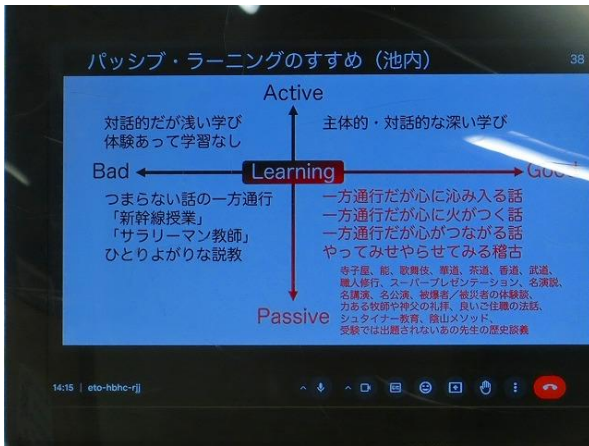 パッシブ・ラーニングのすすめ（池内）
38
Active
対話的だが浅い学び
体験あって学習なし
主体的・対話的な深い学び
Bad
Learning
Good
つまらない話の一方通行
「新幹線授業」
「サラリーマン教師」
ひとりよがりな説教
一方通行だが心に沁み入る話
一方通行だが心に火がつく話
一方通行だが心がつながる話
やってみせやらせてみる稽古
寺子屋、能、歌舞伎、華道、茶道、香道、武道、
職人修行、スーパープレゼンテーション、名演説、
名講演、名公演、被爆者／被災者の体験談、
力ある牧師や神父の礼拝、良いご住職の法話、
シュタイナー教育、陰山メソッド、
受験では出題されないあの先生の歴史談義
Passive
14:15 | eto-hbhc-rjj